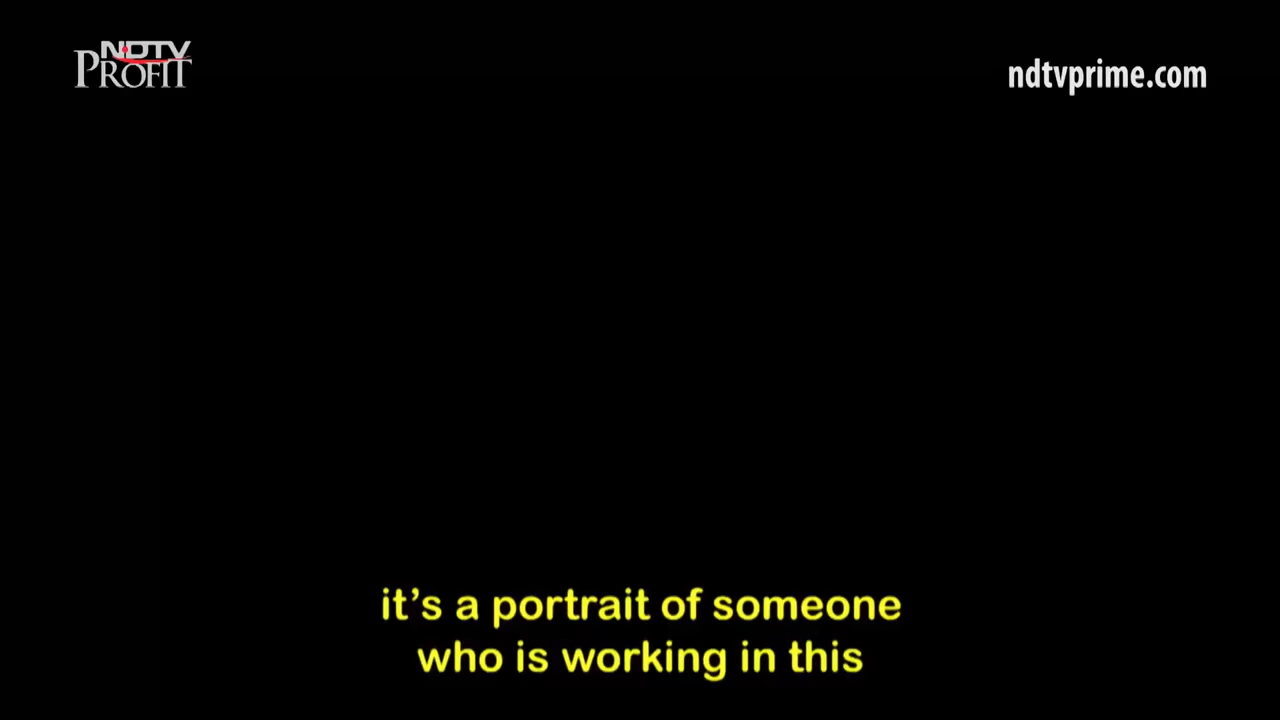 NDTV
PROFIT
ndtvprime.com
it's a portrait of someone
who is working in this